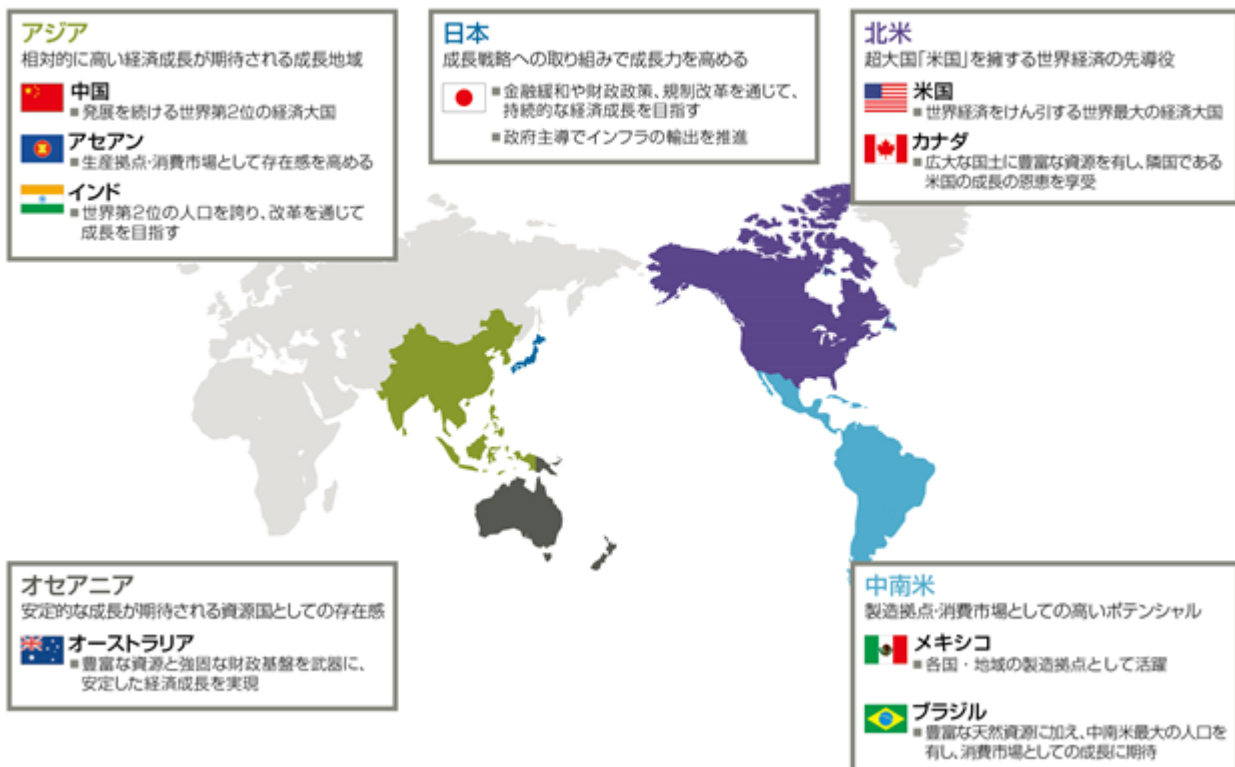 アジア
相対的に高い経済成長が期待される成長地域
中国
■発展を続ける世界第2位の経済大国
アセアン
■生産拠点・消費市場として存在感を高める
インド
■世界第2位の人口を誇り、改革を通じて
成長を目指す
日本
成長戦略への取り組みで成長力を高める
■金融緩和や財政政策、規制改革を通じて、
持続的な経済成長を目指す
■政府主導でインフラの輸出を推進
北米
超大国「米国」を擁する世界経済の先導役
米国
■世界経済をけん引する世界最大の経済大国
カナダ
■広大な国土に豊富な資源を有し、隣国である
米国の成長の恩恵を享受
オセアニア
安定的な成長が期待される資源国としての存在感
オーストラリア
■豊富な資源と強固な財政基盤を武器に、
安定した経済成長を実現
中南米
製造拠点・消費市場としての高いポテンシャル
メキシコ
■各国・地域の製造拠点として活躍
ブラジル
■豊富な天然資源に加え、中南米最大の人口を
有し、消費市場としての成長に期待